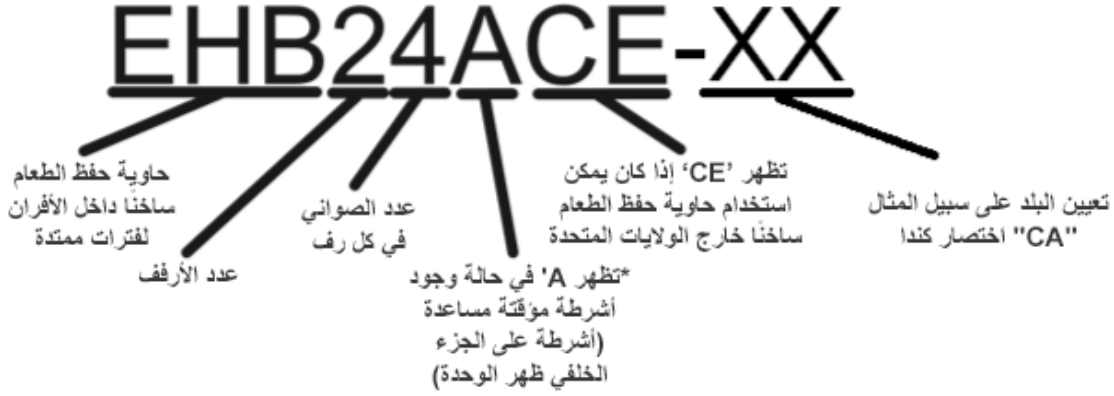 EHB24ACE-XX
حاوية حفظ الطعام
ساخنًا داخل الأفران
لفترات ممتدة
عدد الأرفف
عدد الصواني
في كل رف
*تظهر A' في حالة وجود
أشرطة مؤقتة مساعدة
(أشرطة على الجزء
الخلفي ظهر الوحدة)
تظهر 'CE‘ إذا كان يمكن
استخدام حاوية حفظ الطعام
ساخنًا خارج الولايات المتحدة
تعيين البلد على سبيل المثال
"CA" اختصار كندا